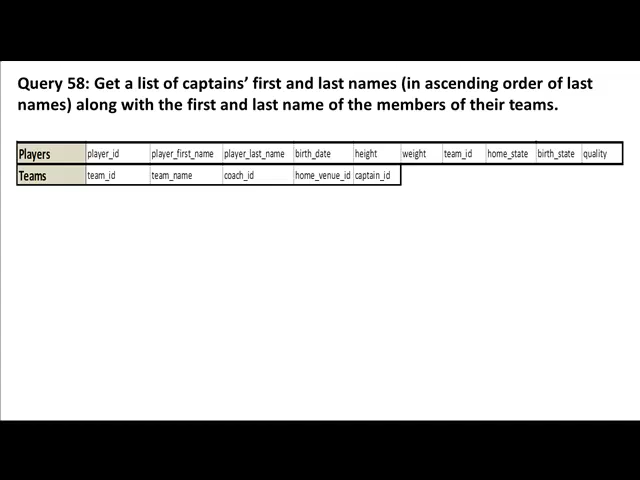 Query 58: Get a list of captains’ first and last names (in ascending order of last
names) along with the first and last name of the members of their teams.
Players player_id player_first_name player_last_name birth_date height weight team_id home_state birth_state quality
Teams team_id team_name coach_id home_venue_id captain_id